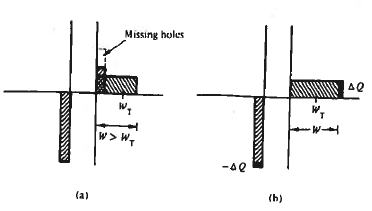 Missing holes
W_T
W > W_T
(a)
ΔQ
W_T
W
−ΔQ
(b)